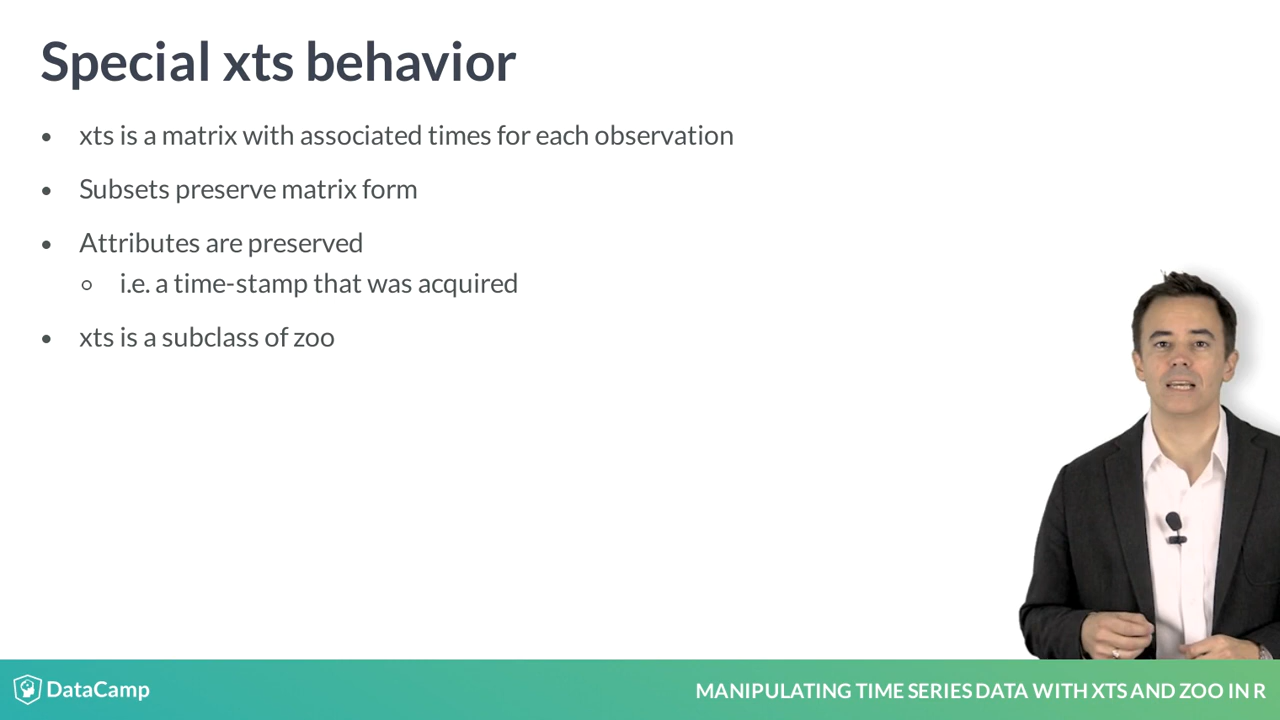 Special xts behavior
• xts is a matrix with associated times for each observation
• Subsets preserve matrix form
• Attributes are preserved
○ i.e. a time-stamp that was acquired
• xts is a subclass of zoo
DataCamp
MANIPULATING TIME SERIES DATA WITH XTS AND ZOO IN R